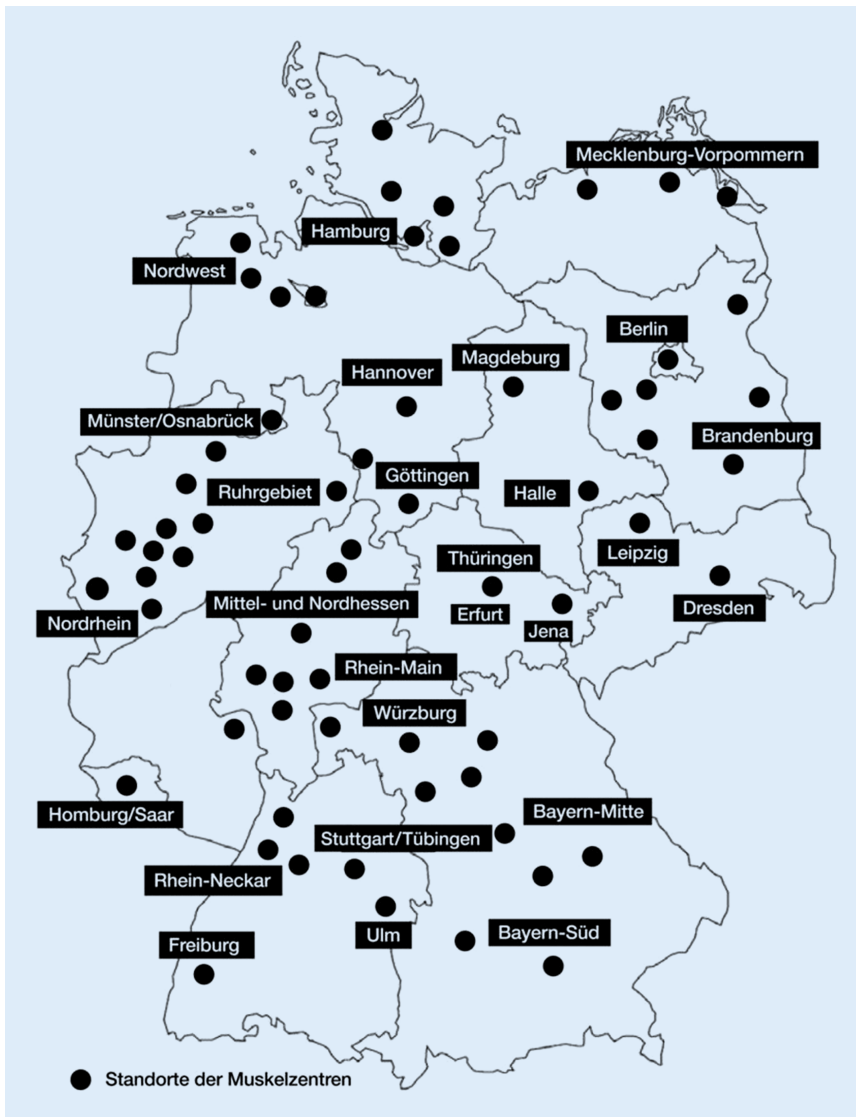 Mecklenburg-Vorpommern
Hamburg
Nordwest
Berlin
Magdeburg
Hannover
Münster/Osnabrück
Brandenburg
Göttingen
Ruhrgebiet
Halle
Leipzig
Thüringen
Mittel- und Nordhessen
Erfurt
Dresden
Nordrhein
Jena
Rhein-Main
Würzburg
Homburg/Saar
Bayern-Mitte
Stuttgart/Tübingen
Rhein-Neckar
Ulm
Bayern-Süd
Freiburg
Standorte der Muskelzentren